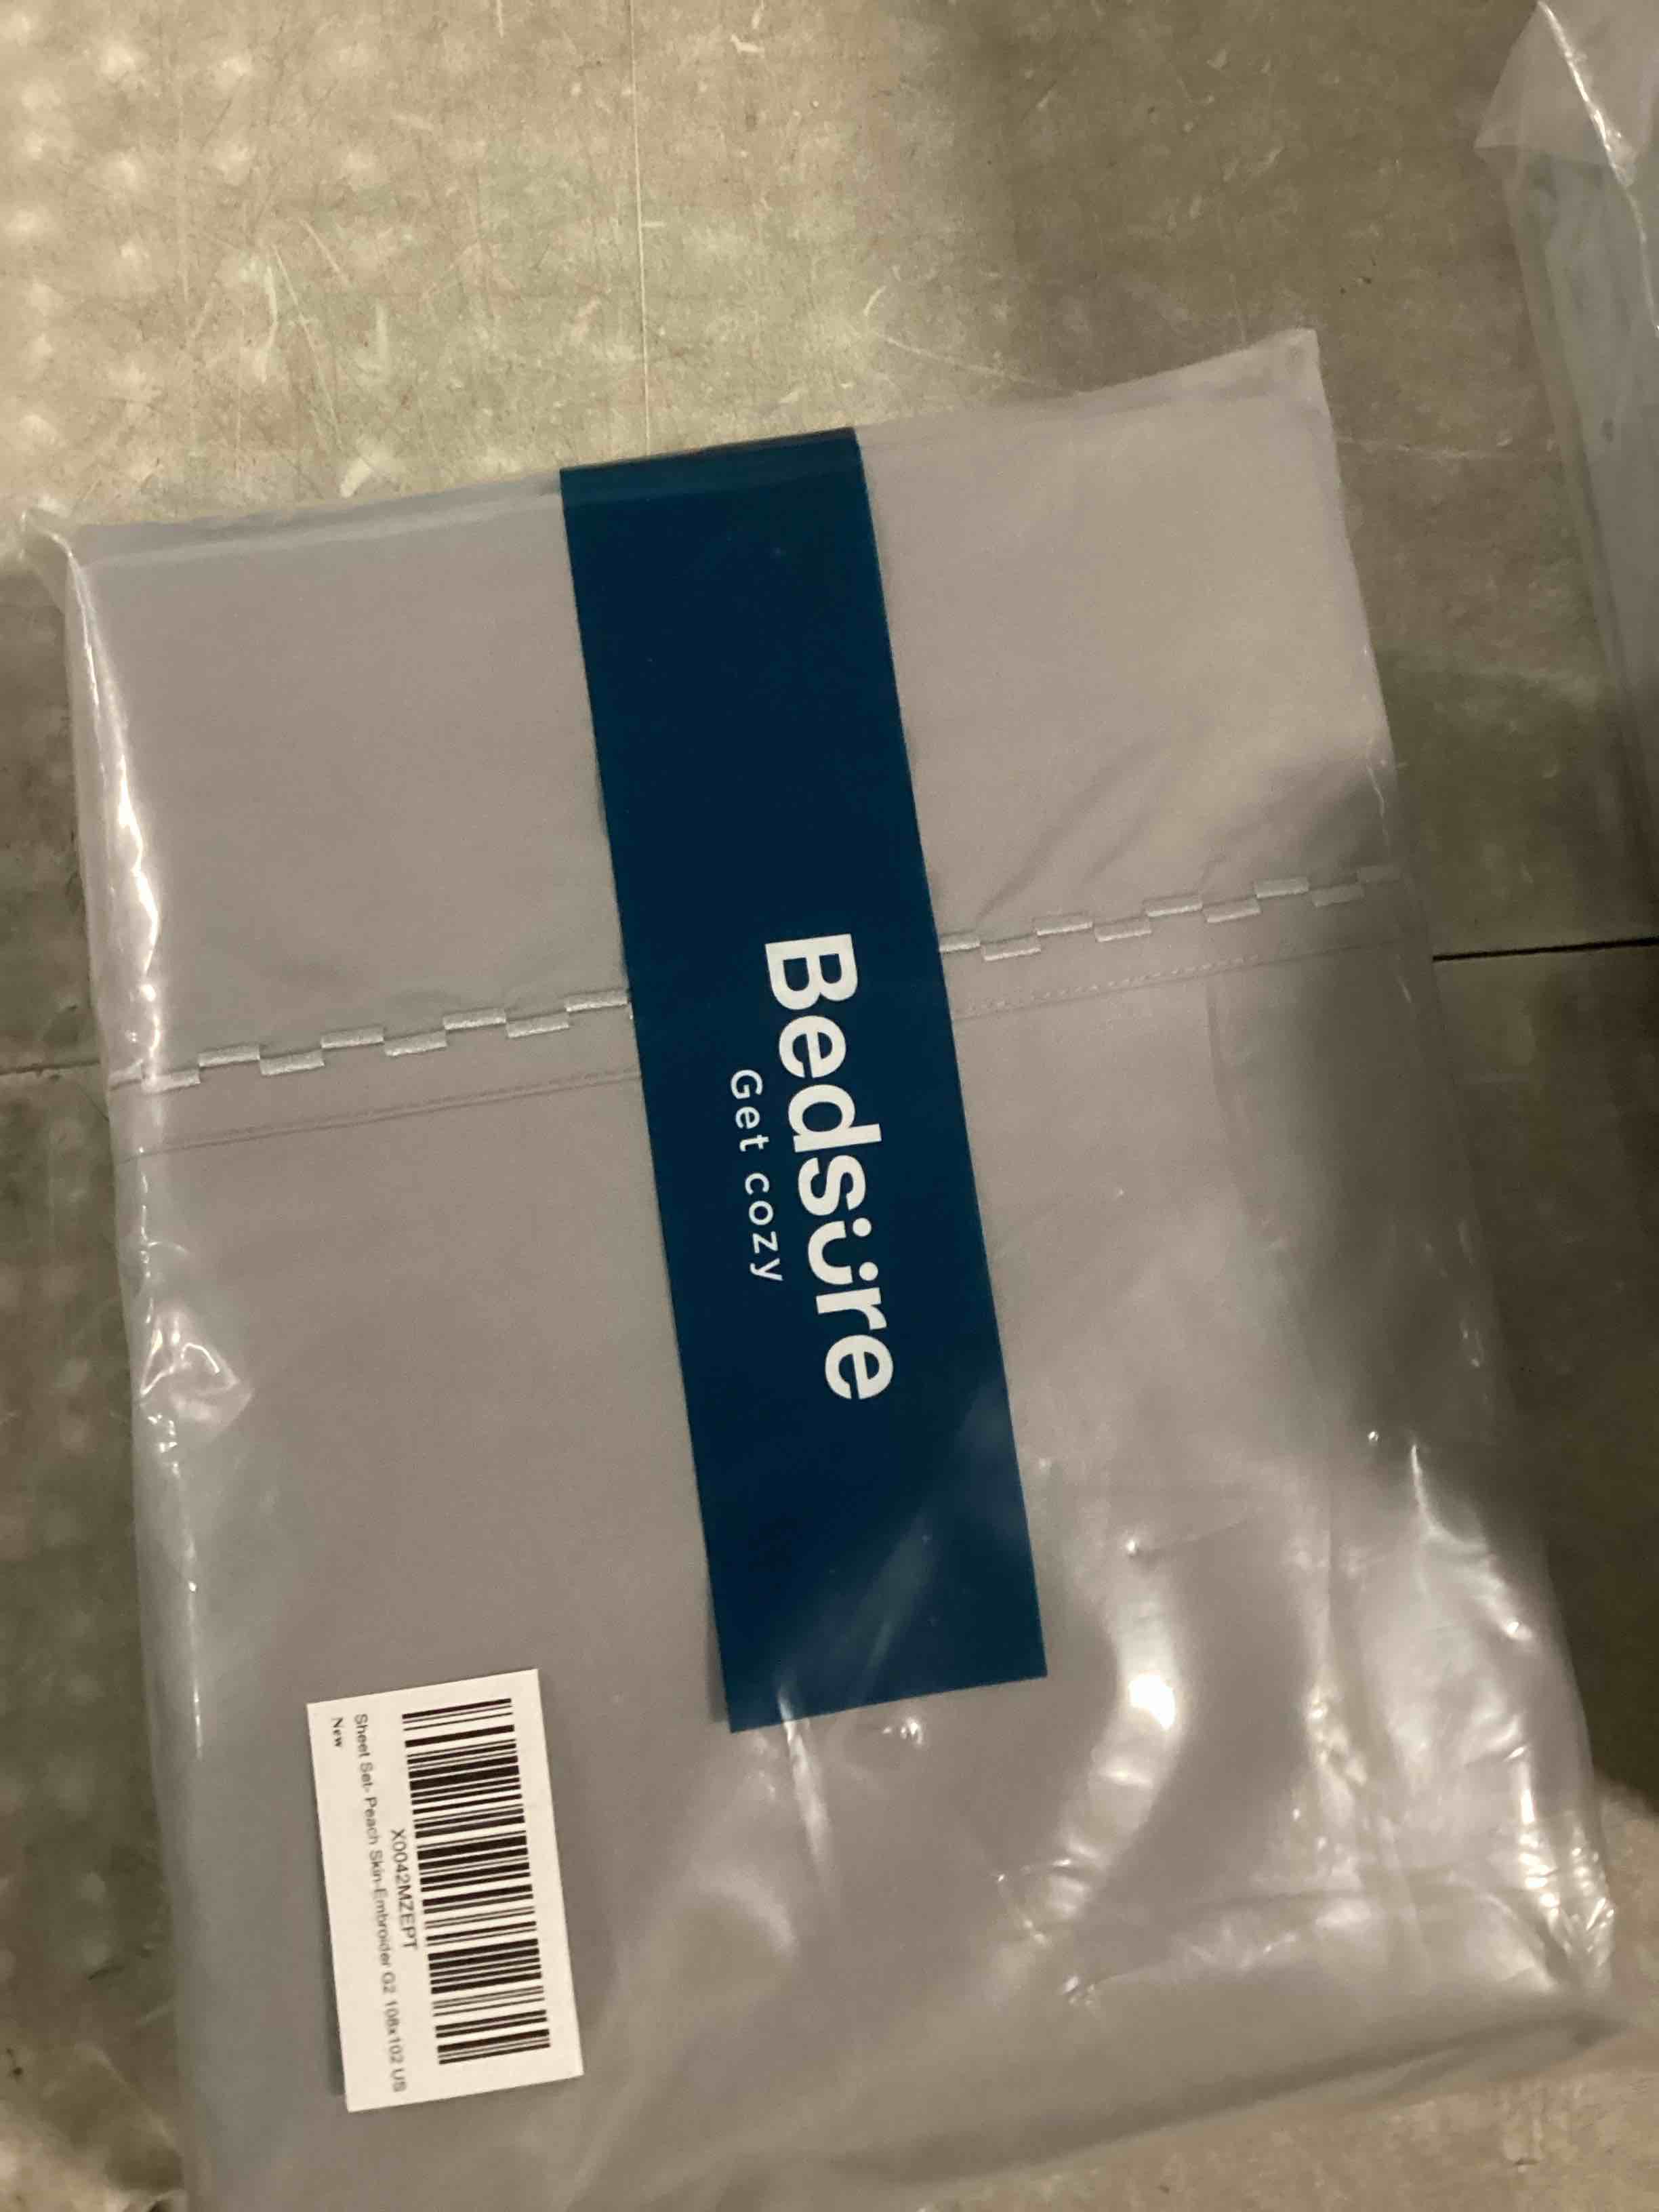 Bedsüre
Get cozy
X0042MZEPT
Sheet Set- Peach Skin-Embroider G2 108x102 US
New